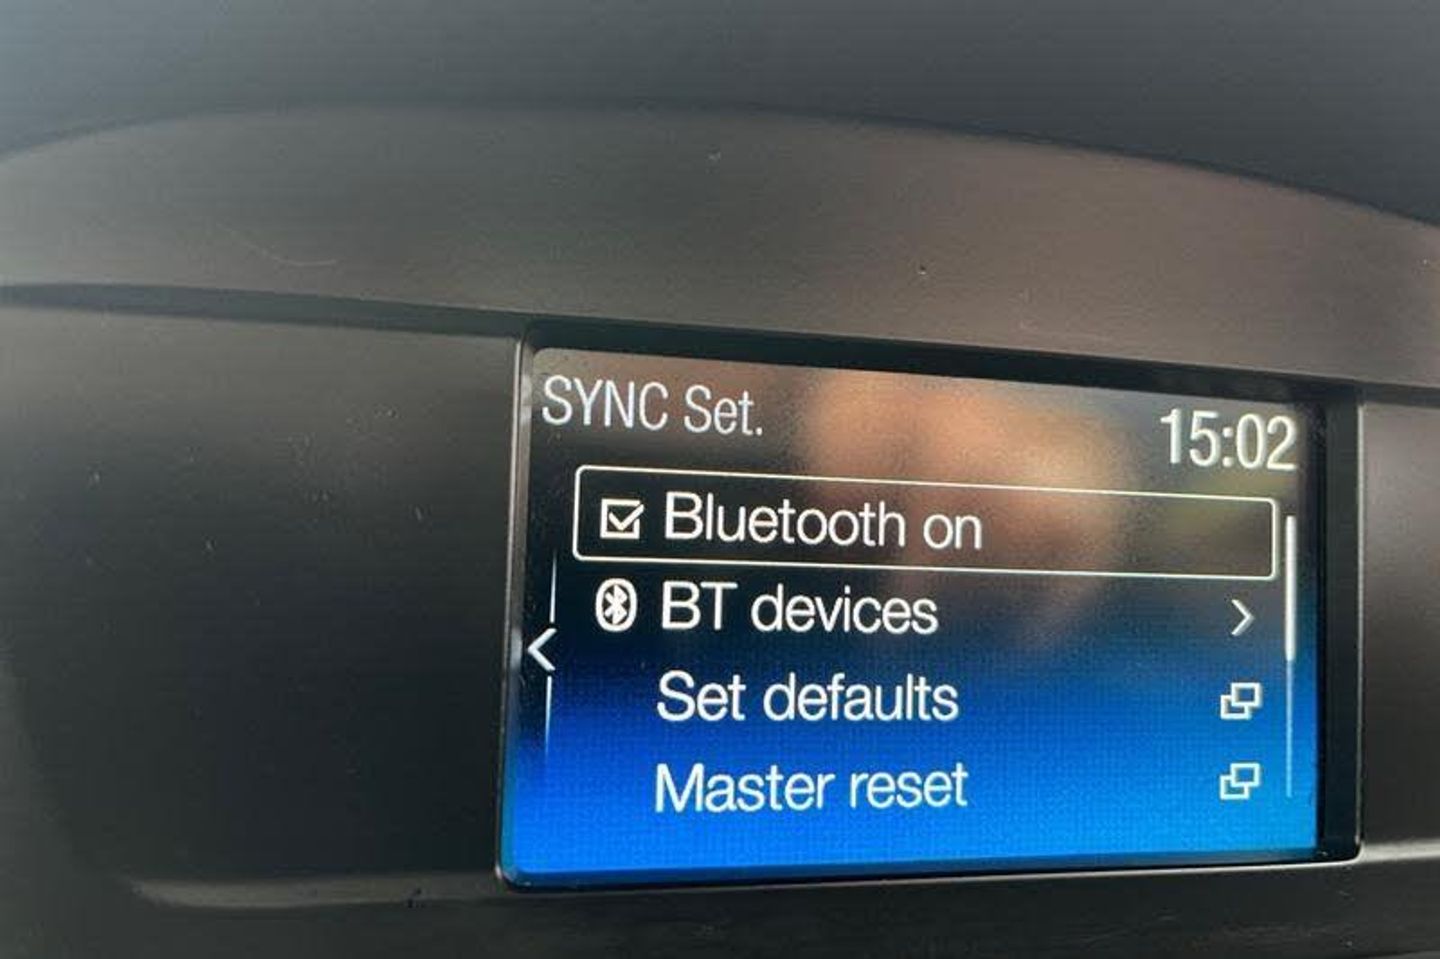 SYNC Set.
15:02
Bluetooth on
BT devices
Set defaults
Master reset